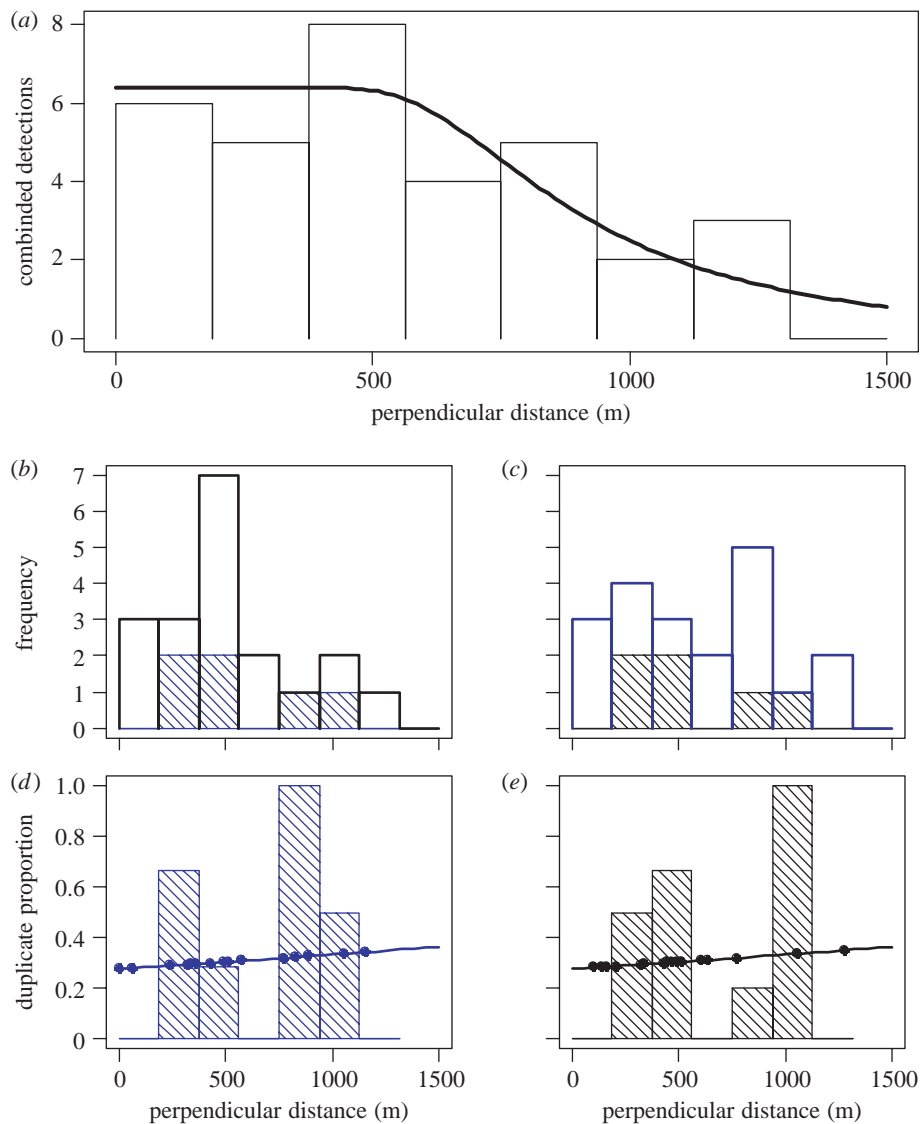 (a)
8
6
4
2
0
combinded detections
0 500 1000 1500
perpendicular distance (m)
(b)
7
6
5
4
3
2
1
0
frequency
(c)
(d)
1.0
0.8
0.6
0.4
0.2
0
duplicate proportion
0 500 1000 1500
perpendicular distance (m)
(e)
0 500 1000 1500
perpendicular distance (m)